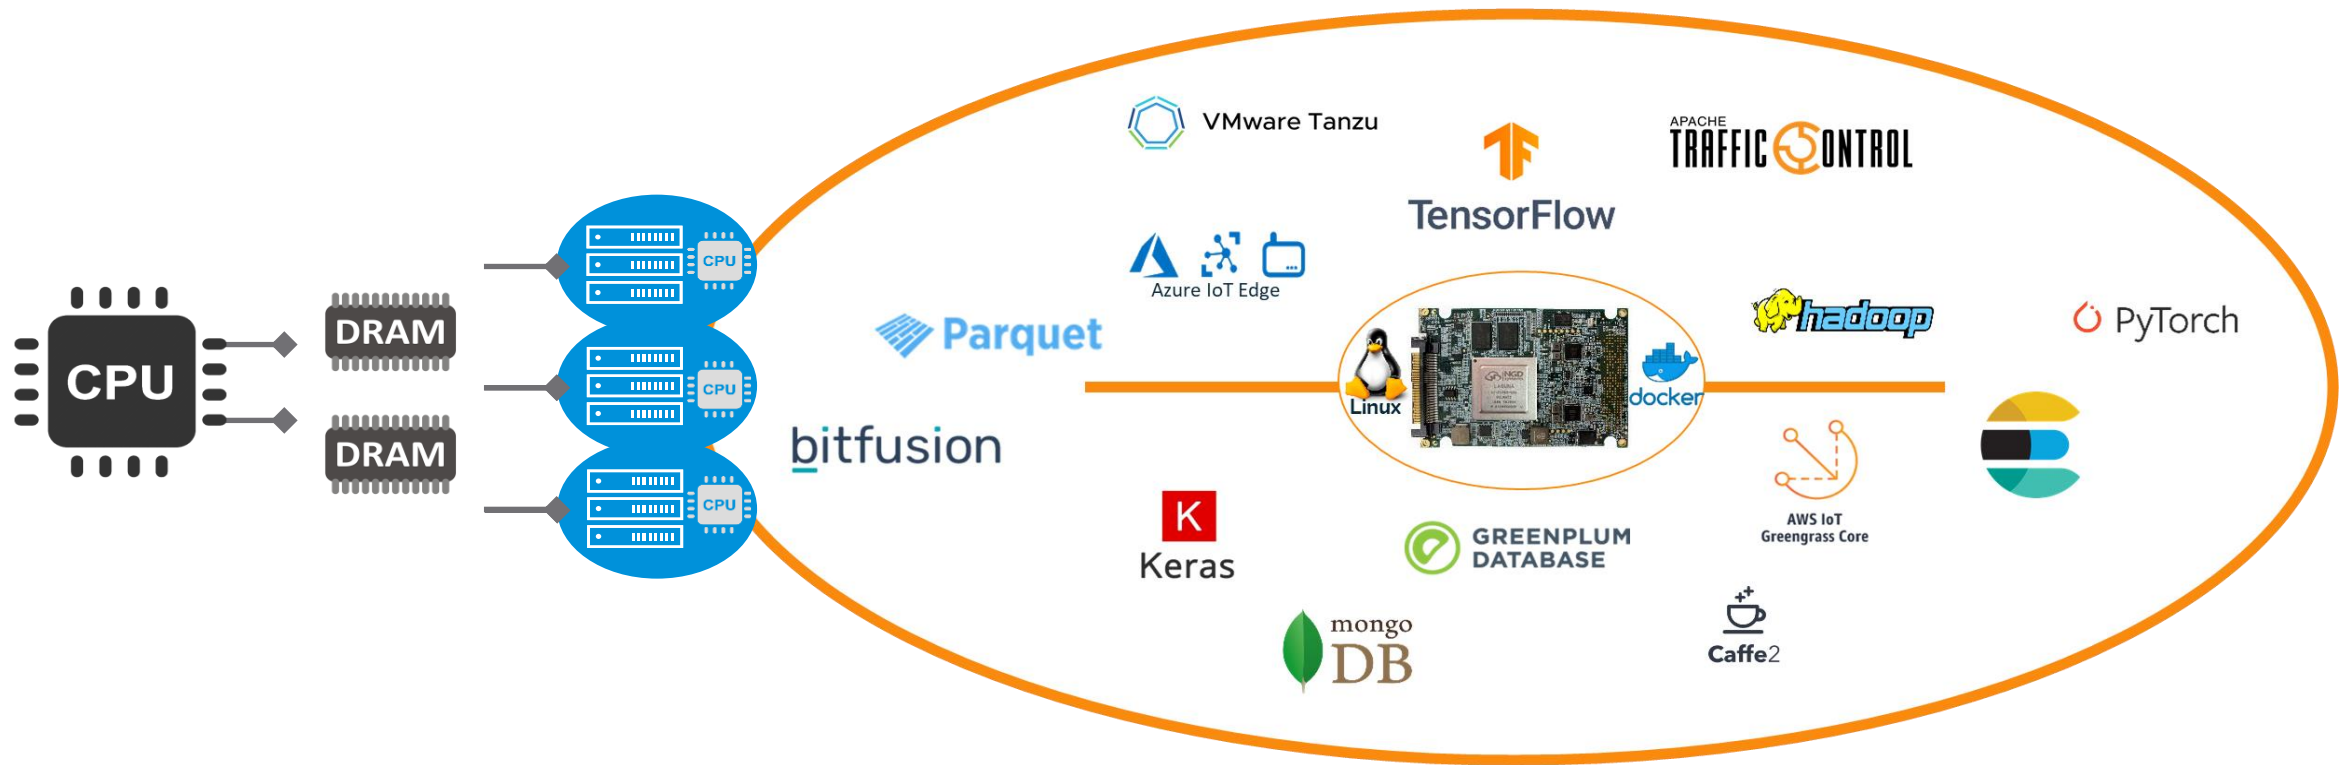 CPU
DRAM
DRAM
CPU
CPU
CPU
VMware Tanzu
TensorFlow
APACHE
TRAFFIC CONTROL
Azure IoT Edge
Parquet
bitfusion
Linux
docker
hadoop
PyTorch
K
Keras
GREENPLUM
DATABASE
AWS IoT
Greengrass Core
mongo
DB
Caffe2